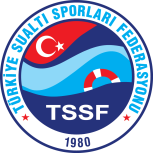 TÜRKİYE SUALTI SPORLARI FEDERASYONU
TSSF
1980